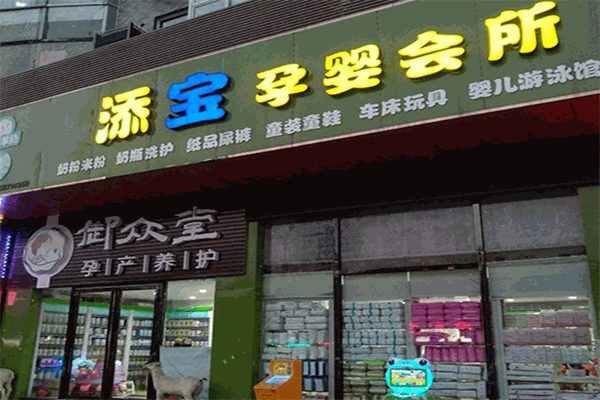 添宝孕婴会所
奶粉米粉 奶瓶洗护 纸品尿裤 童装童鞋 车床玩具 婴儿游泳馆
御众堂
孕|产|养|护